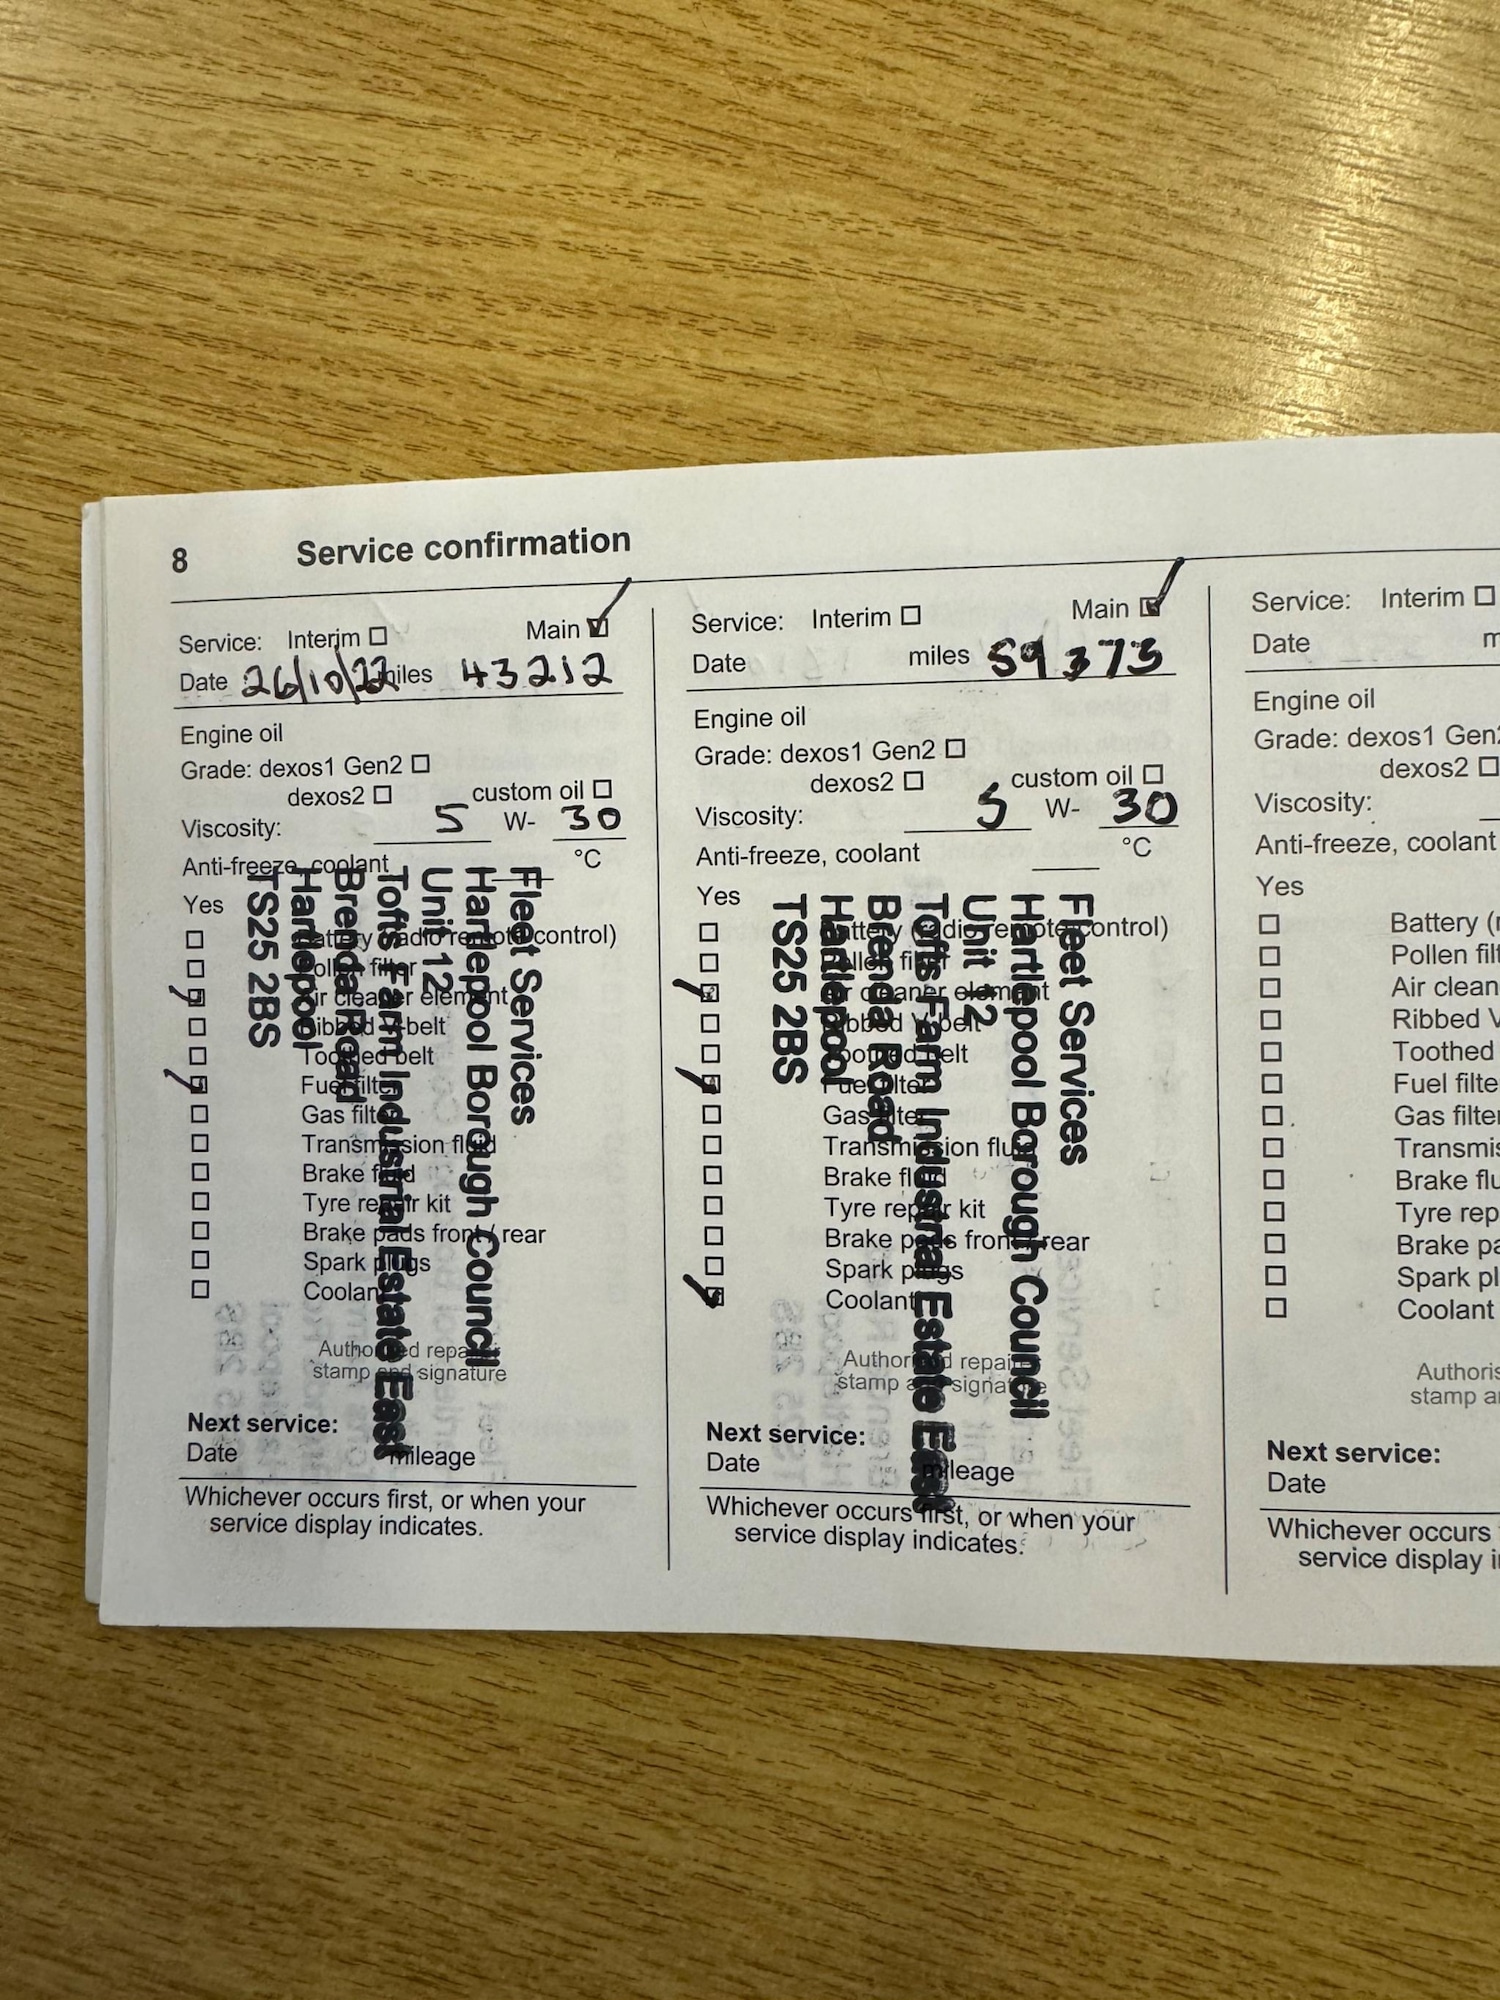 8 Service confirmation
Service: Interim Main
Date 26/10/22 miles 43212
Engine oil
Grade: dexos1 Gen2
dexos2 custom oil
Viscosity: 5 W- 30
Anti-freeze, coolant °C
Yes
Battery (radio remote control)
Pollen filter
Air cleaner element
Ribbed V-belt
Toothed belt
Fuel filter
Gas filter
Transmission fluid
Brake fluid
Tyre repair kit
Brake pads front / rear
Spark plugs
Coolant
Authorised repairer
stamp and signature
Fleet Services
Hartlepool Borough Council
Unit 12
Tofts Farm Industrial Estate East
Brenda Road
Hartlepool
TS25 2BS
Next service:
Date mileage
Whichever occurs first, or when your
service display indicates.
Service: Interim Main
Date miles 59373
Engine oil
Grade: dexos1 Gen2
dexos2 custom oil
Viscosity: 5 W- 30
Anti-freeze, coolant °C
Yes
Battery (radio remote control)
Pollen filter
Air cleaner element
Ribbed V-belt
Toothed belt
Fuel filter
Gas filter
Transmission fluid
Brake fluid
Tyre repair kit
Brake pads front / rear
Spark plugs
Coolant
Authorised repairer
stamp and signature
Fleet Services
Hartlepool Borough Council
Unit 12
Tofts Farm Industrial Estate East
Brenda Road
Hartlepool
TS25 2BS
Next service:
Date mileage
Whichever occurs first, or when your
service display indicates.
Service: Interim
Date m
Engine oil
Grade: dexos1 Gen2
dexos2
Viscosity:
Anti-freeze, coolant
Yes
Battery (r
Pollen filt
Air clean
Ribbed V
Toothed
Fuel filte
Gas filter
Transmis
Brake flu
Tyre rep
Brake pa
Spark pl
Coolant
Authoris
stamp an
Next service:
Date
Whichever occurs
service display i